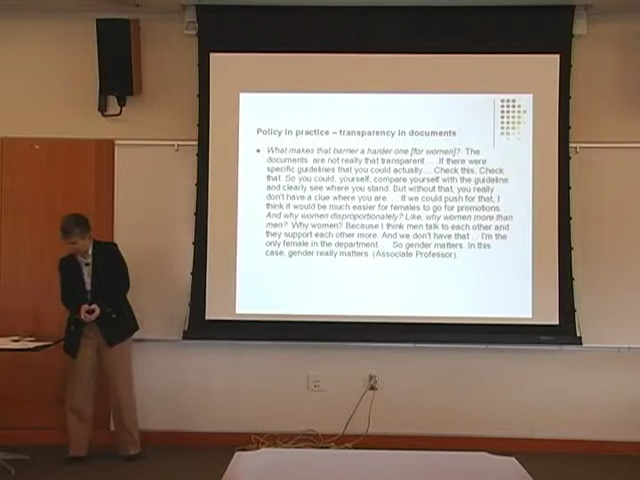 Policy in practice – transparency in documents
What makes that barrier a harder one [for women]? The
documents are not really that transparent ... If there were
specific guidelines that you could actually ... Check this. Check
that. So you could, yourself, compare yourself with the guideline
and clearly see where you stand. But without that, you really
don't have a clue where you are. ... If we could push for that, I
think it would be much easier for females to go for promotions.
And why women disproportionately? Like, why women more than
men? Why women? Because I think men talk to each other and
they support each other more. And we don't have that ... I'm the
only female in the department. ... So gender matters. In this
case, gender really matters. (Associate Professor).